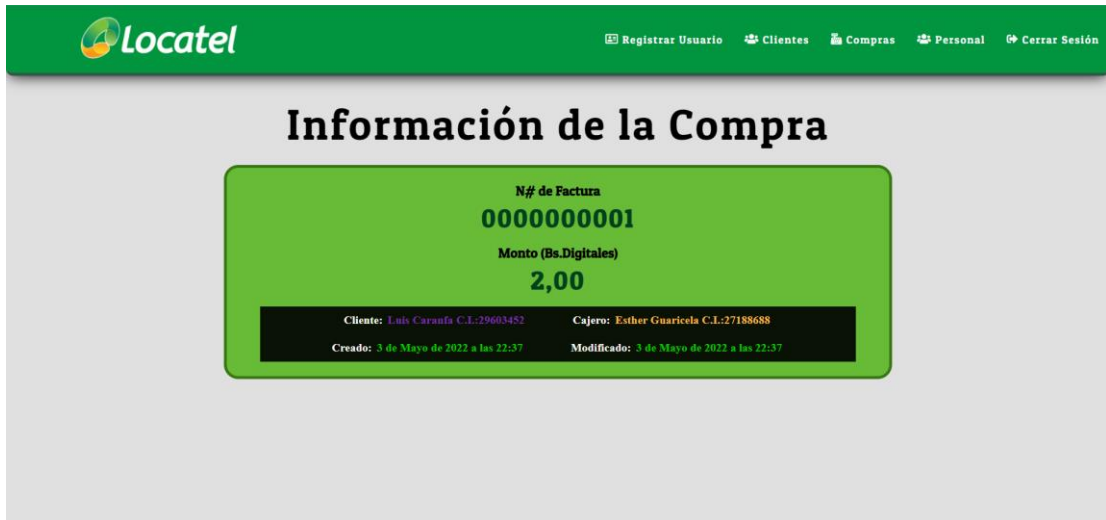 Locatel
Registrar Usuario Clientes Compras Personal Cerrar Sesión
Información de la Compra
N# de Factura
0000000001
Monto (Bs.Digitales)
2,00
Cliente: Luis Caranfa C.I.:29603452 Cajero: Esther Guaricela C.I.:27188688
Creado: 3 de Mayo de 2022 a las 22:37 Modificado: 3 de Mayo de 2022 a las 22:37